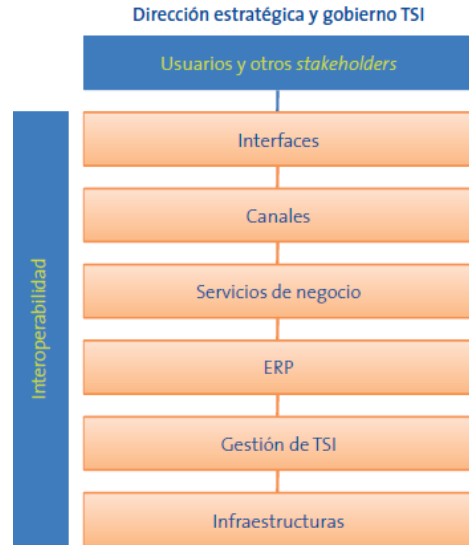 Dirección estratégica y gobierno TSI
Usuarios y otros stakeholders
Interoperabilidad
Interfaces
Canales
Servicios de negocio
ERP
Gestión de TSI
Infraestructuras